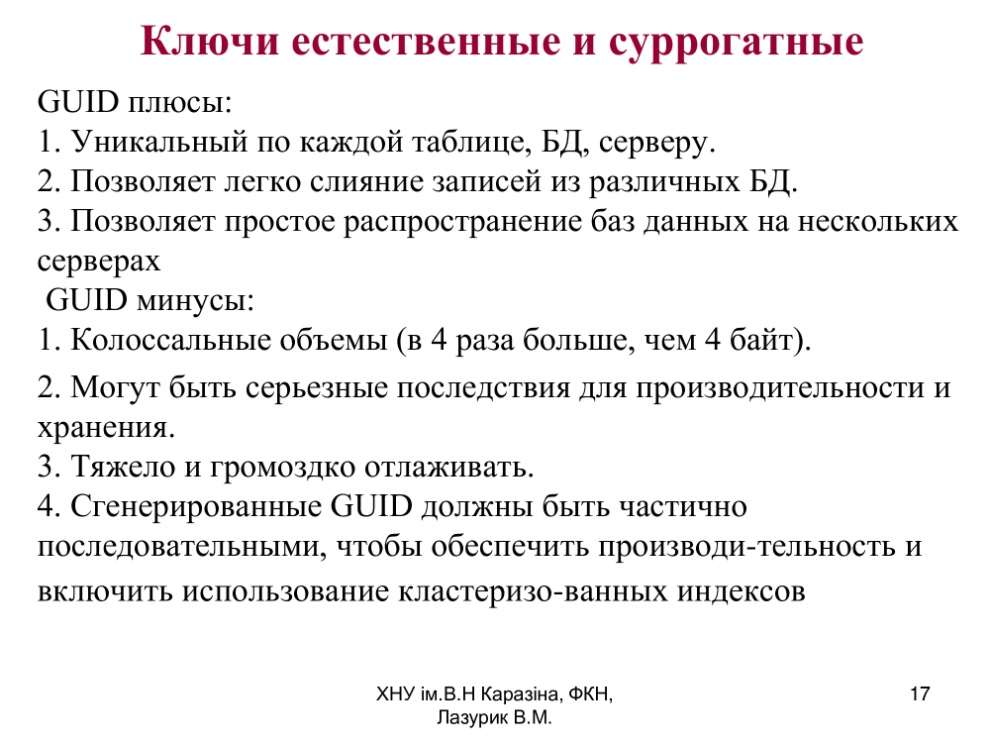 Ключи естественные и суррогатные
GUID плюсы:
1. Уникальный по каждой таблице, БД, серверу.
2. Позволяет легко слияние записей из различных БД.
3. Позволяет простое распространение баз данных на нескольких
серверах
GUID минусы:
1. Колоссальные объемы (в 4 раза больше, чем 4 байт).
2. Могут быть серьезные последствия для производительности и
хранения.
3. Тяжело и громоздко отлаживать.
4. Сгенерированные GUID должны быть частично
последовательными, чтобы обеспечить производи-тельность и
включить использование кластеризо-ванных индексов
ХНУ ім.В.Н Каразіна, ФКН,
Лазурик В.М.
17